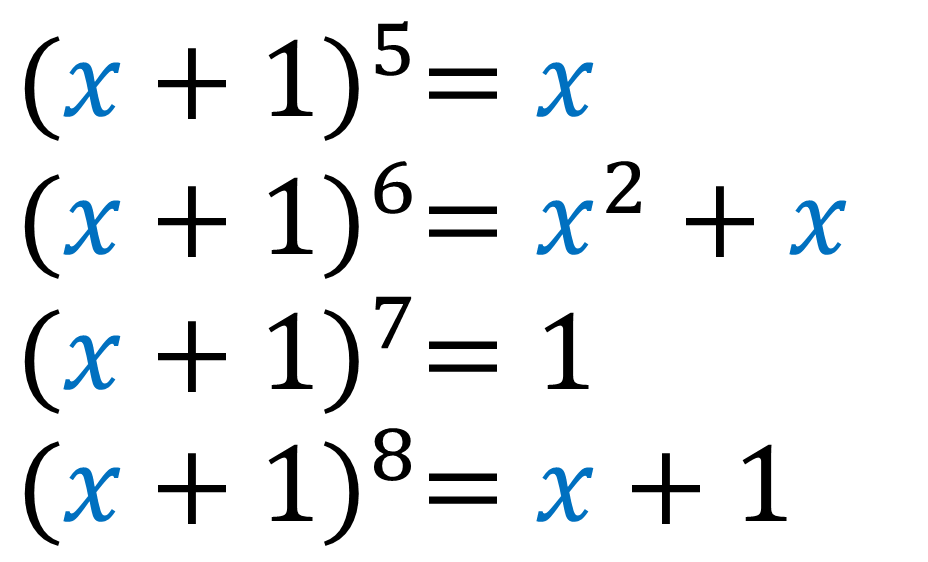 (x + 1)⁵ = x
(x + 1)⁶ = x² + x
(x + 1)⁷ = 1
(x + 1)⁸ = x + 1